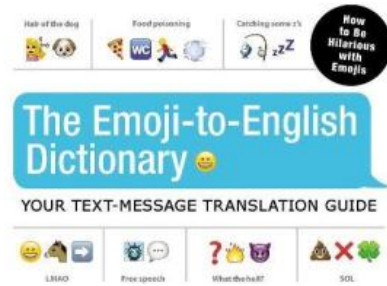 Hair of the dog
Food poisoning
Catching some z's
How
to Be
Hilarious
with
Emojis
WC
zzZ
The Emoji-to-English
Dictionary
YOUR TEXT-MESSAGE TRANSLATION GUIDE
LMAO
Free speech
What the hell?
SOL